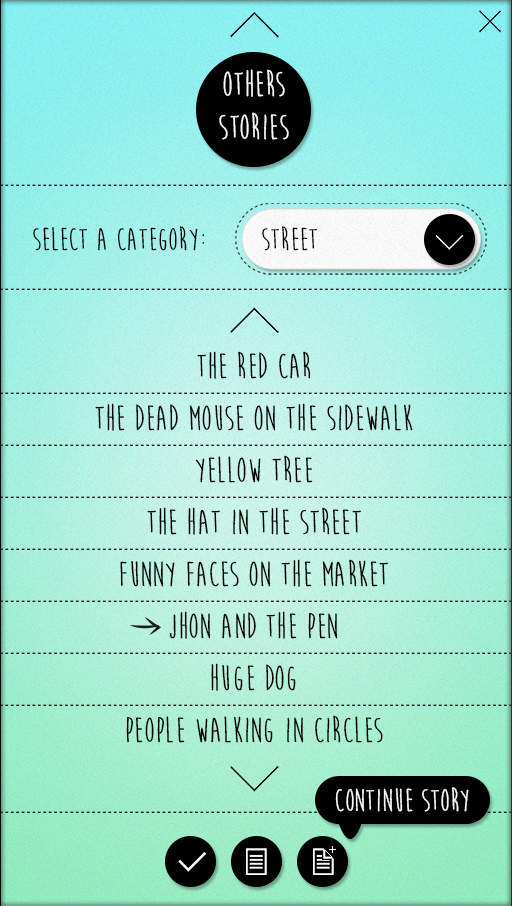 OTHERS
STORIES
SELECT A CATEGORY: STREET
THE RED CAR
THE DEAD MOUSE ON THE SIDEWALK
YELLOW TREE
THE HAT IN THE STREET
FUNNY FACES ON THE MARKET
JHON AND THE PEN
HUGE DOG
PEOPLE WALKING IN CIRCLES
CONTINUE STORY